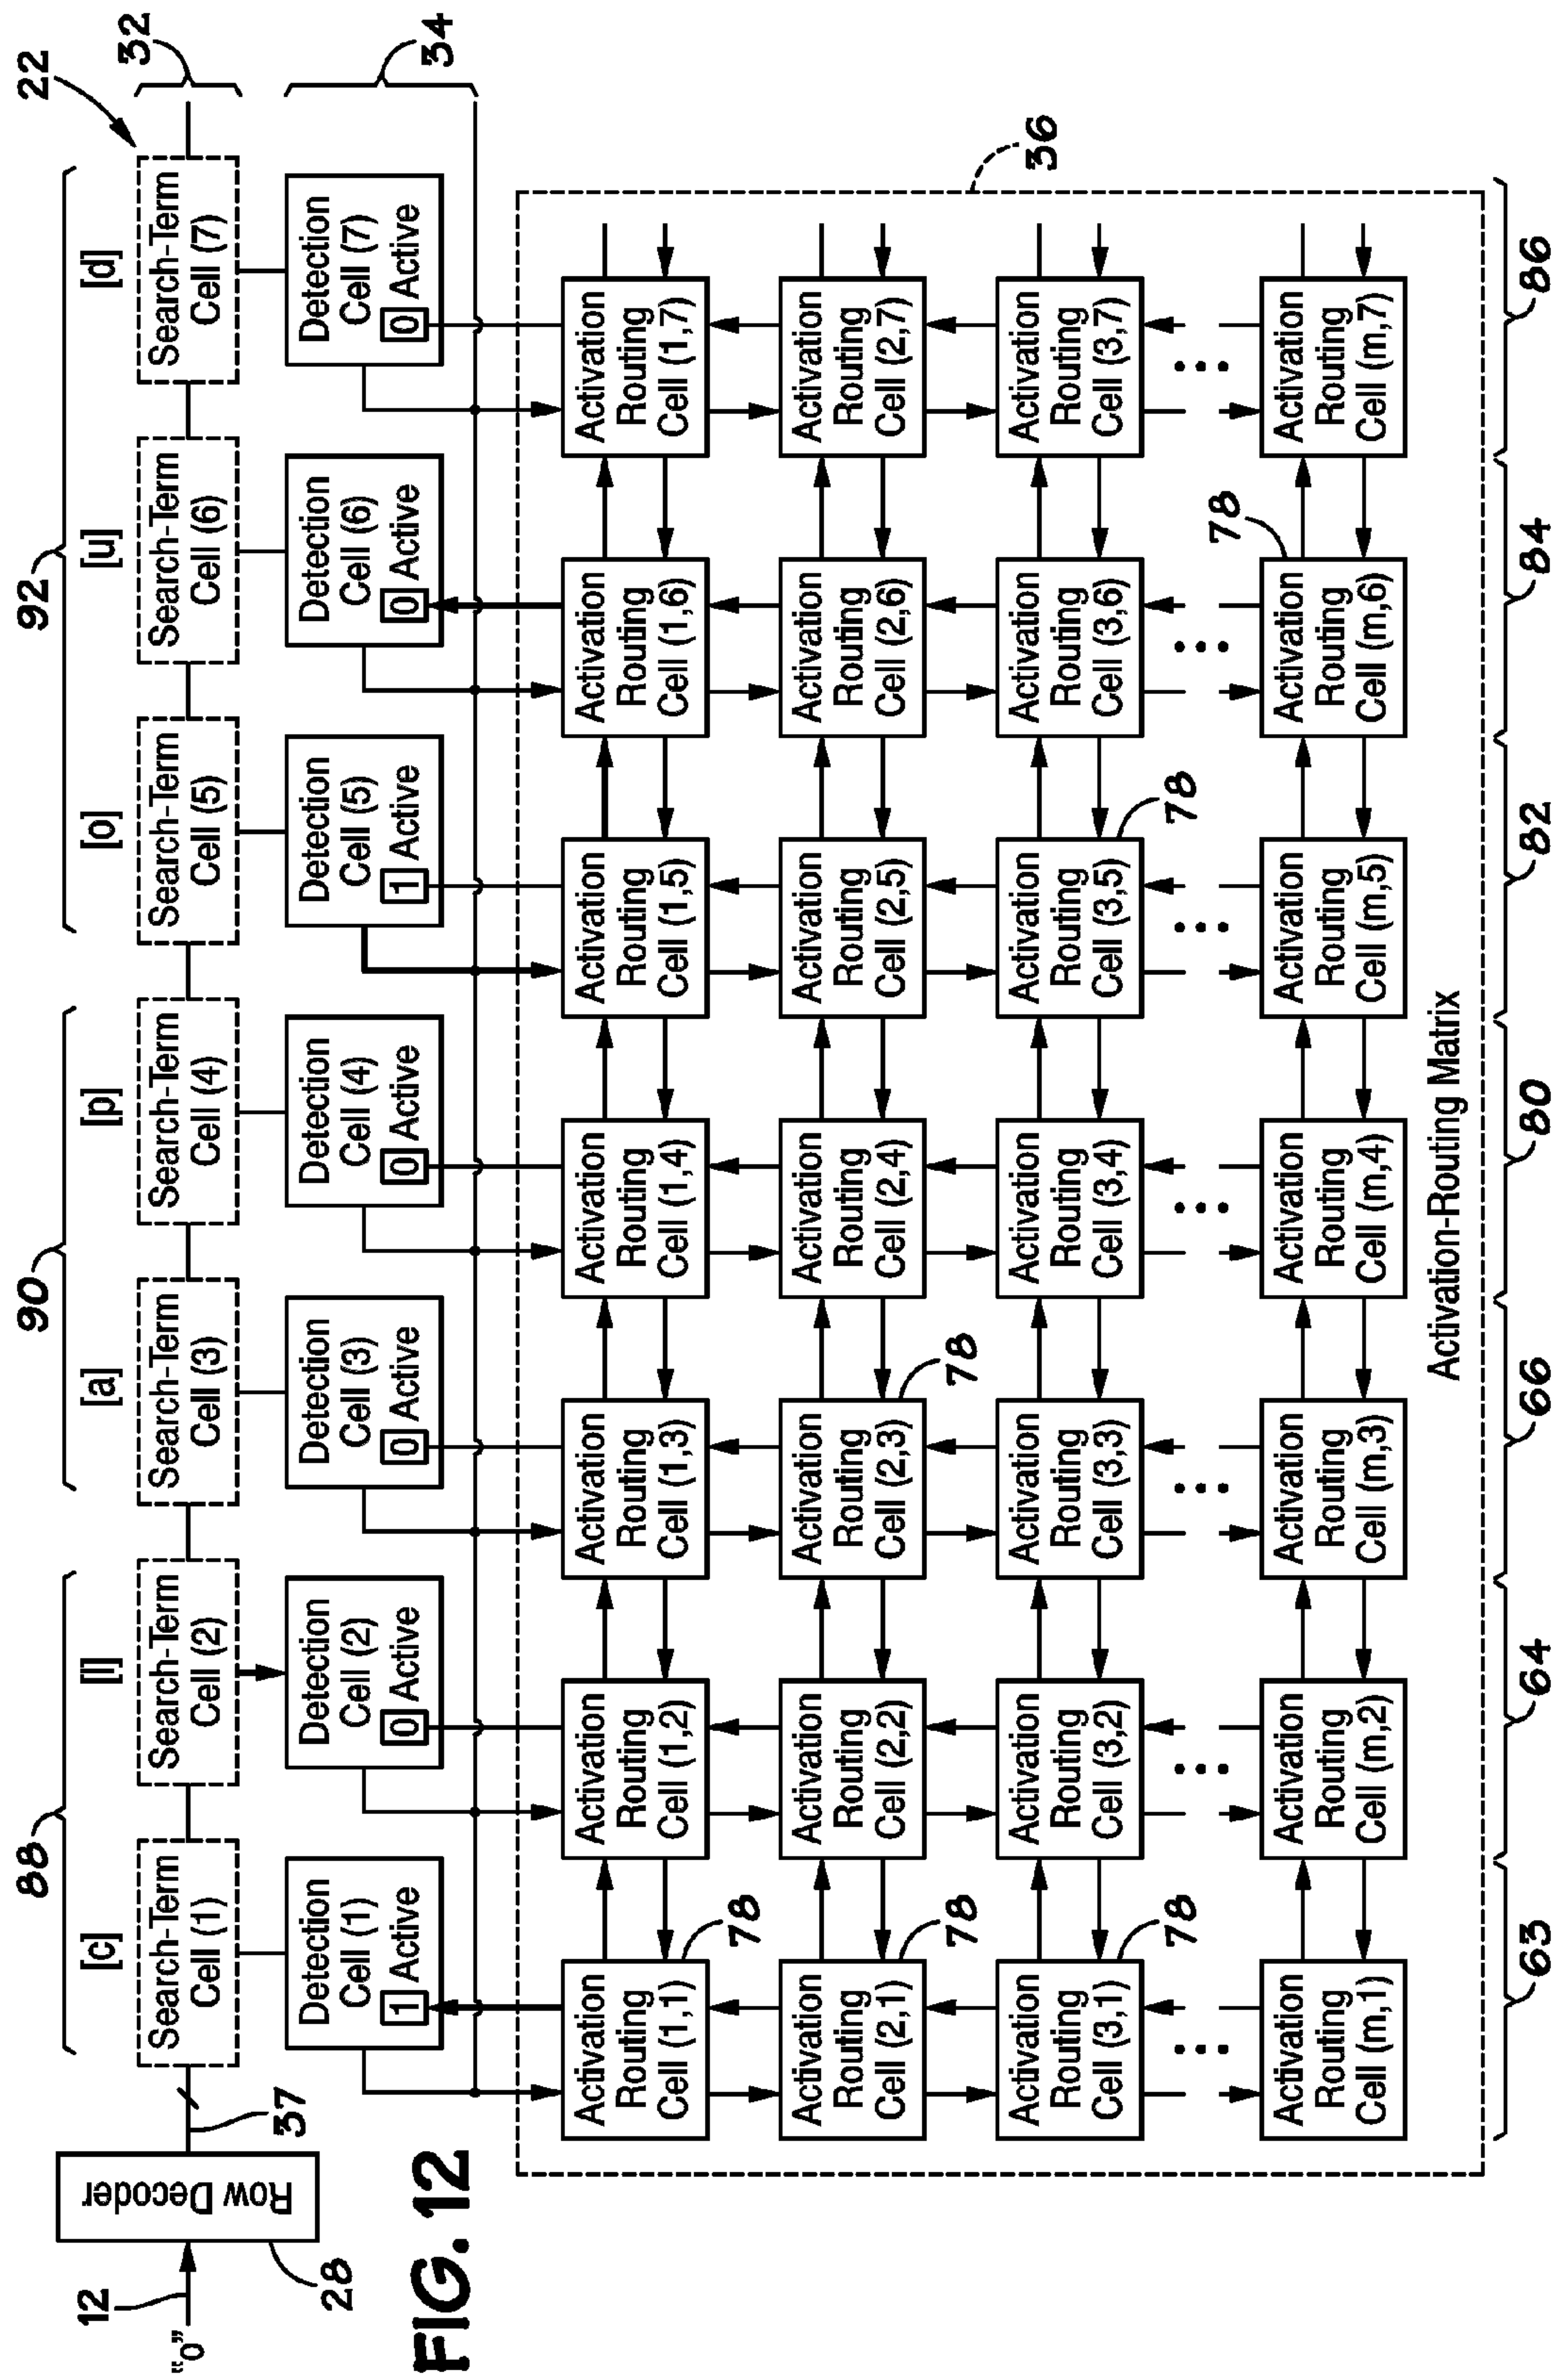 88
90
92
22
[c]
[l]
[a]
[p]
[o]
[u]
[d]
12
"o"
Row Decoder
28
37
Search-Term
Cell (1)
Search-Term
Cell (2)
Search-Term
Cell (3)
Search-Term
Cell (4)
Search-Term
Cell (5)
Search-Term
Cell (6)
Search-Term
Cell (7)
32
Detection
Cell (1)
1 Active
Detection
Cell (2)
0 Active
Detection
Cell (3)
0 Active
Detection
Cell (4)
0 Active
Detection
Cell (5)
1 Active
Detection
Cell (6)
0 Active
Detection
Cell (7)
0 Active
34
FIG. 12
Activation
Routing
Cell (1,1)
78
Activation
Routing
Cell (1,2)
Activation
Routing
Cell (1,3)
Activation
Routing
Cell (1,4)
Activation
Routing
Cell (1,5)
Activation
Routing
Cell (1,6)
Activation
Routing
Cell (1,7)
Activation
Routing
Cell (2,1)
78
Activation
Routing
Cell (2,2)
Activation
Routing
Cell (2,3)
78
Activation
Routing
Cell (2,4)
Activation
Routing
Cell (2,5)
Activation
Routing
Cell (2,6)
Activation
Routing
Cell (2,7)
36
Activation
Routing
Cell (3,1)
78
Activation
Routing
Cell (3,2)
Activation
Routing
Cell (3,3)
Activation
Routing
Cell (3,4)
Activation
Routing
Cell (3,5)
78
Activation
Routing
Cell (3,6)
Activation
Routing
Cell (3,7)
Activation
Routing
Cell (m,1)
Activation
Routing
Cell (m,2)
Activation
Routing
Cell (m,3)
Activation
Routing
Cell (m,4)
Activation
Routing
Cell (m,5)
Activation
Routing
Cell (m,6)
78
Activation
Routing
Cell (m,7)
Activation-Routing Matrix
63
64
66
80
82
84
86